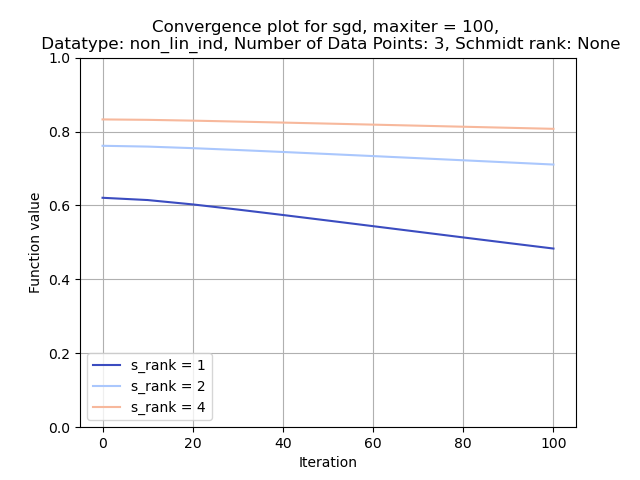 Convergence plot for sgd, maxiter = 100,
Datatype: non_lin_ind, Number of Data Points: 3, Schmidt rank: None
1.0
0.8
0.6
0.4
0.2
0.0
Function value
s_rank = 1
s_rank = 2
s_rank = 4
0 20 40 60 80 100
Iteration